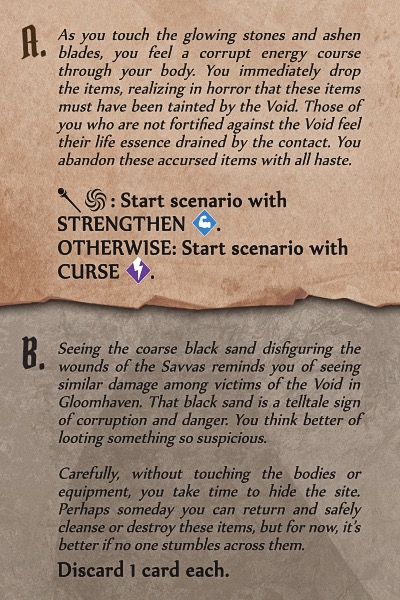 A. As you touch the glowing stones and ashen
blades, you feel a corrupt energy course
through your body. You immediately drop
the items, realizing in horror that these items
must have been tainted by the Void. Those of
you who are not fortified against the Void feel
their life essence drained by the contact. You
abandon these accursed items with all haste.
: Start scenario with
STRENGTHEN .
OTHERWISE: Start scenario with
CURSE .
B. Seeing the coarse black sand disfiguring the
wounds of the Savvas reminds you of seeing
similar damage among victims of the Void in
Gloomhaven. That black sand is a telltale sign
of corruption and danger. You think better of
looting something so suspicious.
Carefully, without touching the bodies or
equipment, you take time to hide the site.
Perhaps someday you can return and safely
cleanse or destroy these items, but for now, it's
better if no one stumbles across them.
Discard 1 card each.